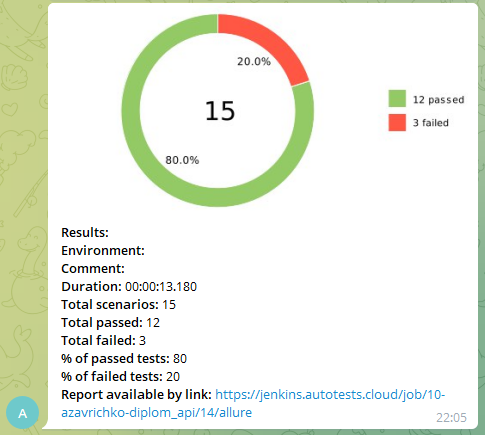 20.0%
15
12 passed
3 failed
80.0%
Results:
Environment:
Comment:
Duration: 00:00:13.180
Total scenarios: 15
Total passed: 12
Total failed: 3
% of passed tests: 80
% of failed tests: 20
Report available by link: https://jenkins.autotests.cloud/job/10-
azavrichko-diplom_api/14/allure
A
22:05